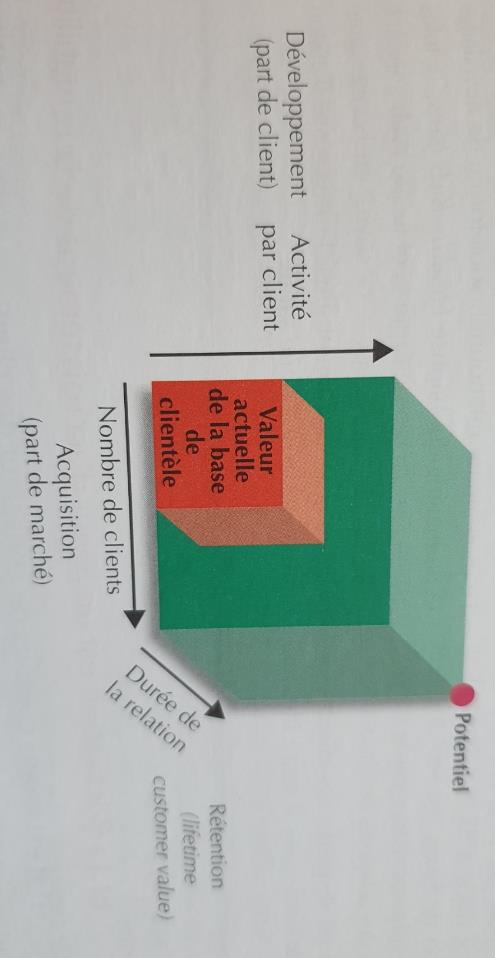 Potentiel
Développement
(part de client)
Activité
par client
Valeur
actuelle
de la base
de
clientèle
Nombre de clients
Acquisition
(part de marché)
Durée de
la relation
Rétention
(lifetime
customer value)